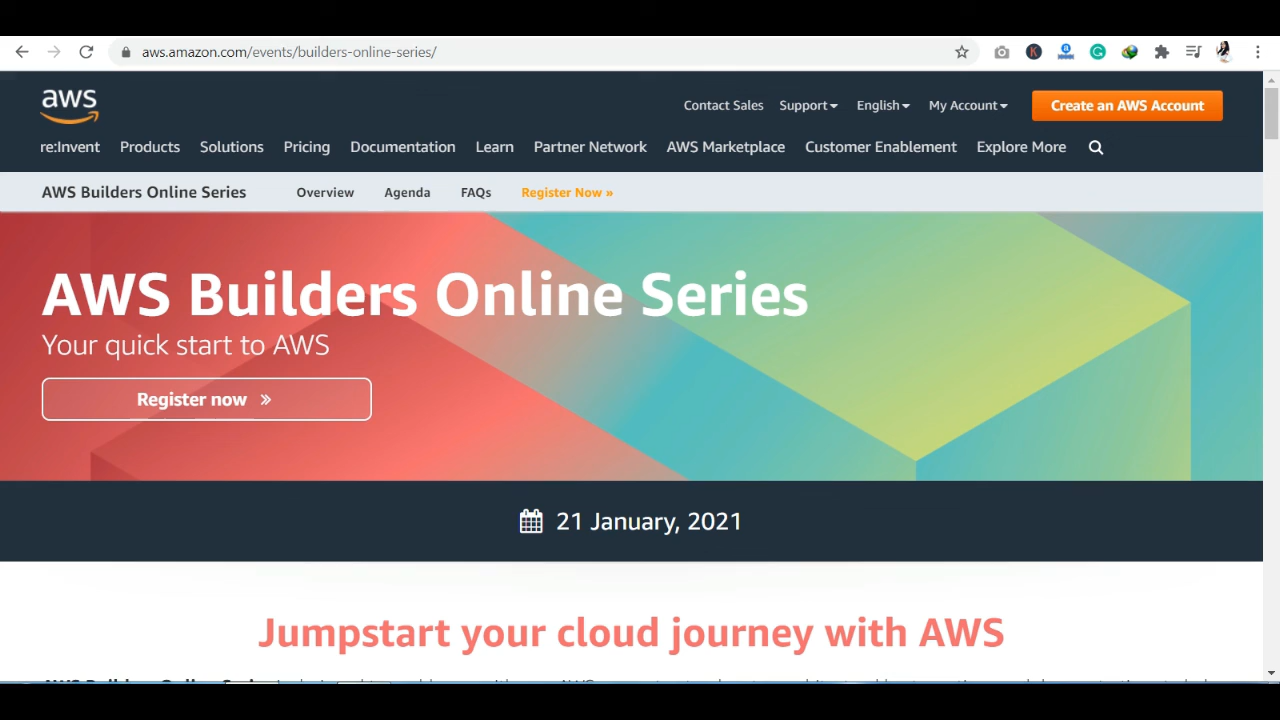 aws.amazon.com/events/builders-online-series/
aws
Contact Sales Support English My Account Create an AWS Account
re:Invent Products Solutions Pricing Documentation Learn Partner Network AWS Marketplace Customer Enablement Explore More
AWS Builders Online Series Overview Agenda FAQs Register Now »
AWS Builders Online Series
Your quick start to AWS
Register now »
21 January, 2021
Jumpstart your cloud journey with AWS